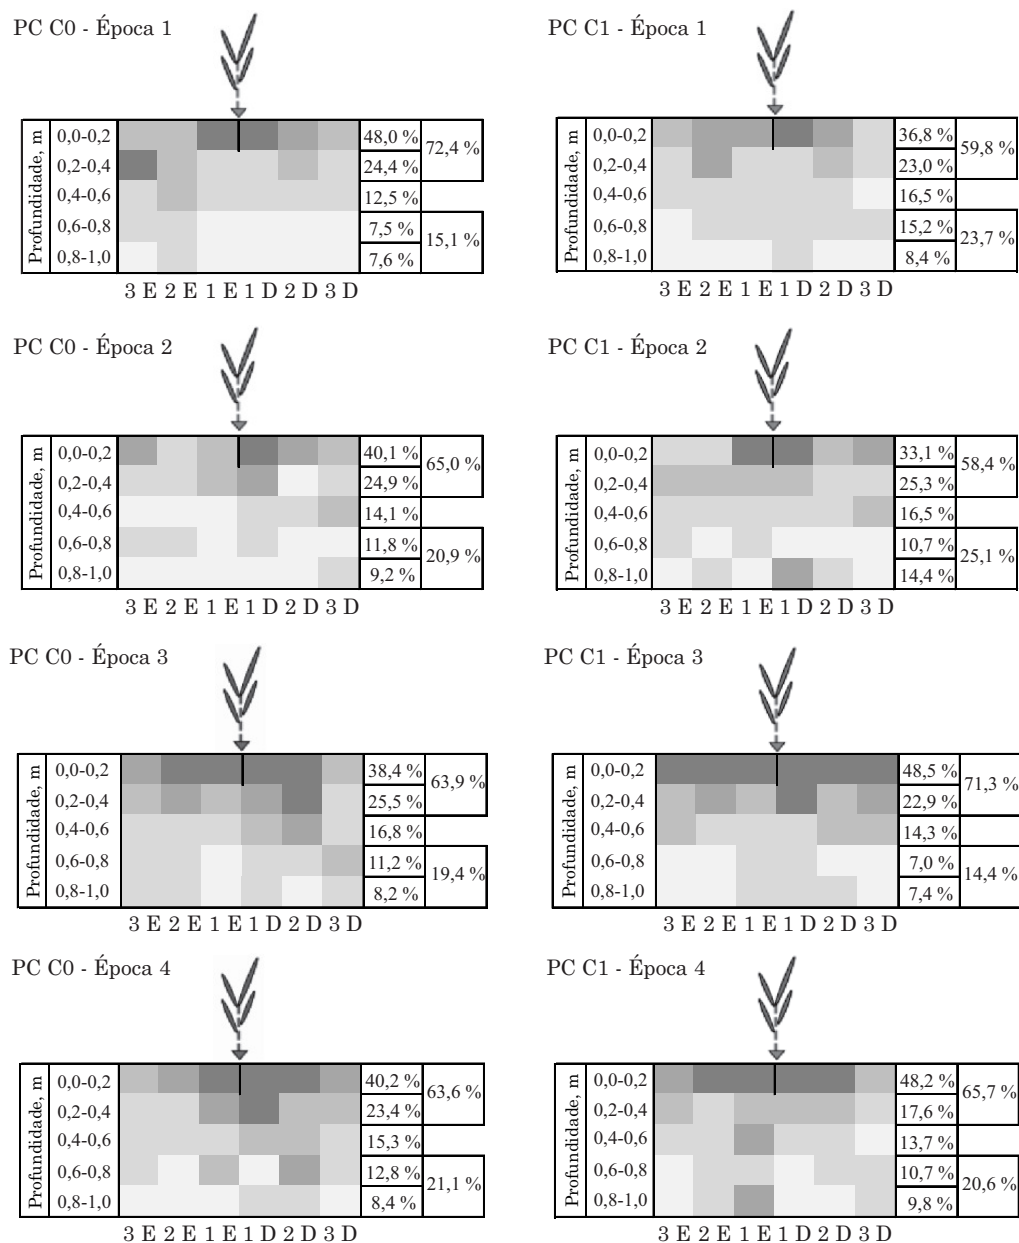 PC C0 - Época 1
Profundidade, m
0,0-0,2 48,0 % 72,4 %
0,2-0,4 24,4 %
0,4-0,6 12,5 %
0,6-0,8 7,5 % 15,1 %
0,8-1,0 7,6 %
3 E 2 E 1 E 1 D 2 D 3 D
PC C1 - Época 1
Profundidade, m
0,0-0,2 36,8 % 59,8 %
0,2-0,4 23,0 %
0,4-0,6 16,5 %
0,6-0,8 15,2 % 23,7 %
0,8-1,0 8,4 %
3 E 2 E 1 E 1 D 2 D 3 D
PC C0 - Época 2
Profundidade, m
0,0-0,2 40,1 % 65,0 %
0,2-0,4 24,9 %
0,4-0,6 14,1 %
0,6-0,8 11,8 % 20,9 %
0,8-1,0 9,2 %
3 E 2 E 1 E 1 D 2 D 3 D
PC C1 - Época 2
Profundidade, m
0,0-0,2 33,1 % 58,4 %
0,2-0,4 25,3 %
0,4-0,6 16,5 %
0,6-0,8 10,7 % 25,1 %
0,8-1,0 14,4 %
3 E 2 E 1 E 1 D 2 D 3 D
PC C0 - Época 3
Profundidade, m
0,0-0,2 38,4 % 63,9 %
0,2-0,4 25,5 %
0,4-0,6 16,8 %
0,6-0,8 11,2 % 19,4 %
0,8-1,0 8,2 %
3 E 2 E 1 E 1 D 2 D 3 D
PC C1 - Época 3
Profundidade, m
0,0-0,2 48,5 % 71,3 %
0,2-0,4 22,9 %
0,4-0,6 14,3 %
0,6-0,8 7,0 % 14,4 %
0,8-1,0 7,4 %
3 E 2 E 1 E 1 D 2 D 3 D
PC C0 - Época 4
Profundidade, m
0,0-0,2 40,2 % 63,6 %
0,2-0,4 23,4 %
0,4-0,6 15,3 %
0,6-0,8 12,8 % 21,1 %
0,8-1,0 8,4 %
3 E 2 E 1 E 1 D 2 D 3 D
PC C1 - Época 4
Profundidade, m
0,0-0,2 48,2 % 65,7 %
0,2-0,4 17,6 %
0,4-0,6 13,7 %
0,6-0,8 10,7 % 20,6 %
0,8-1,0 9,8 %
3 E 2 E 1 E 1 D 2 D 3 D